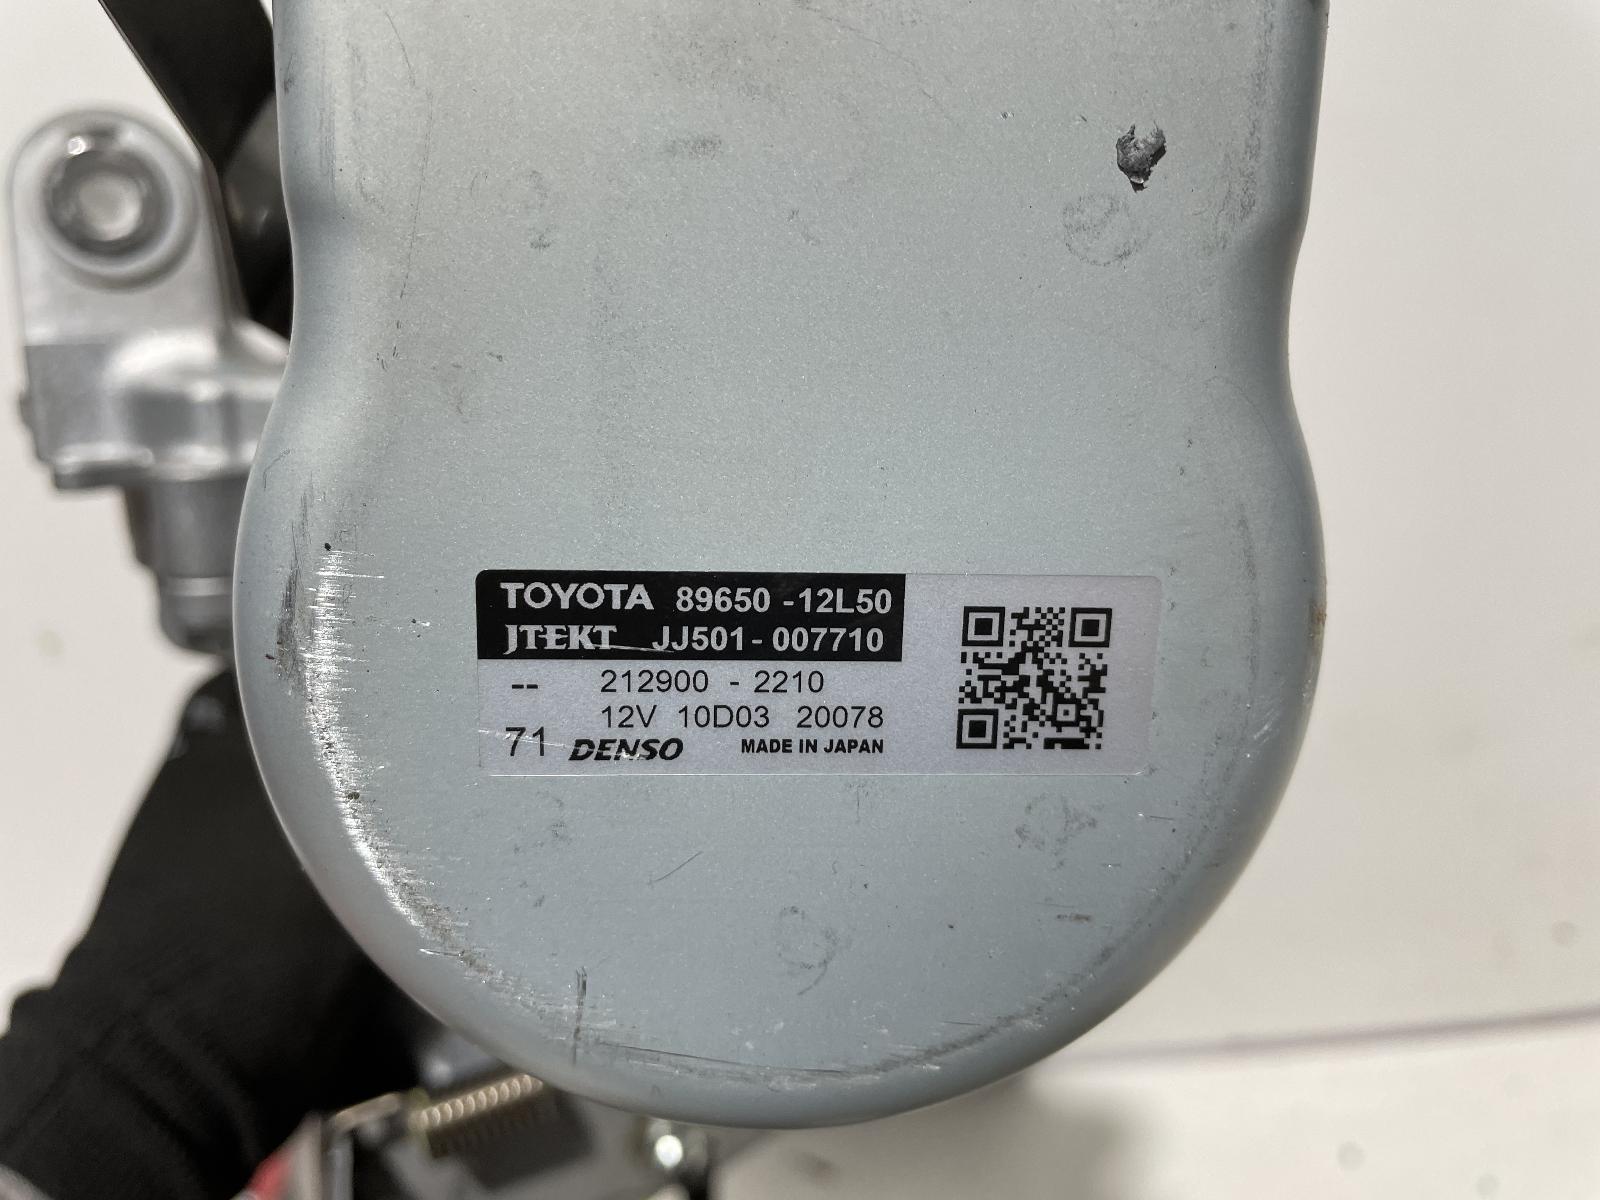 TOYOTA 89650 -12L50
JTEKT JJ501-007710
-- 212900 - 2210
12V 10D03 20078
71 DENSO MADE IN JAPAN